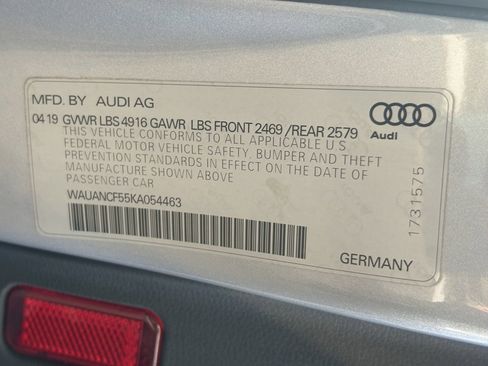 MFD. BY AUDI AG
04 19 GVWR LBS 4916 GAWR LBS FRONT 2469 /REAR 2579
THIS VEHICLE CONFORMS TO ALL APPLICABLE U S
FEDERAL MOTOR VEHICLE SAFETY, BUMPER AND THEFT
PREVENTION STANDARDS IN EFFECT ON THE DATE OF
MANUFACTURE SHOWN ABOVE
PASSENGER CAR
WAUANCF55KA054463
Audi
1731575
GERMANY